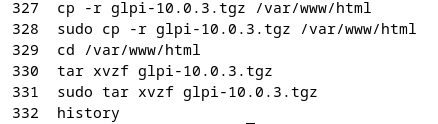 327 cp -r glpi-10.0.3.tgz /var/www/html
328 sudo cp -r glpi-10.0.3.tgz /var/www/html
329 cd /var/www/html
330 tar xvzf glpi-10.0.3.tgz
331 sudo tar xvzf glpi-10.0.3.tgz
332 history